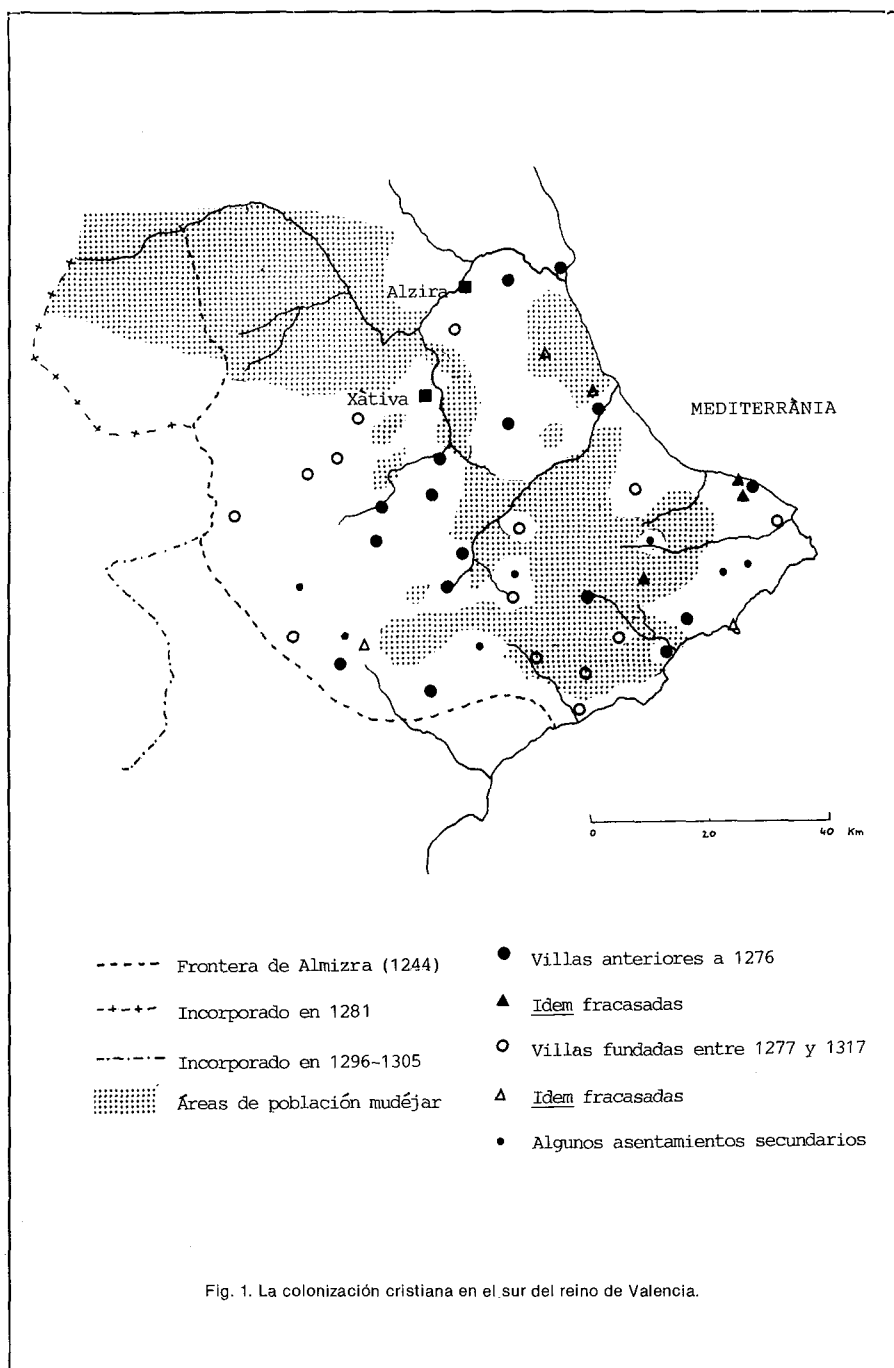 Alzira
Xàtiva
MEDITERRÀNIA
0 20 40 Km
Frontera de Almizra (1244)
Incorporado en 1281
Incorporado en 1296-1305
Áreas de población mudéjar
Villas anteriores a 1276
Idem fracasadas
Villas fundadas entre 1277 y 1317
Idem fracasadas
Algunos asentamientos secundarios
Fig. 1. La colonización cristiana en el sur del reino de Valencia.